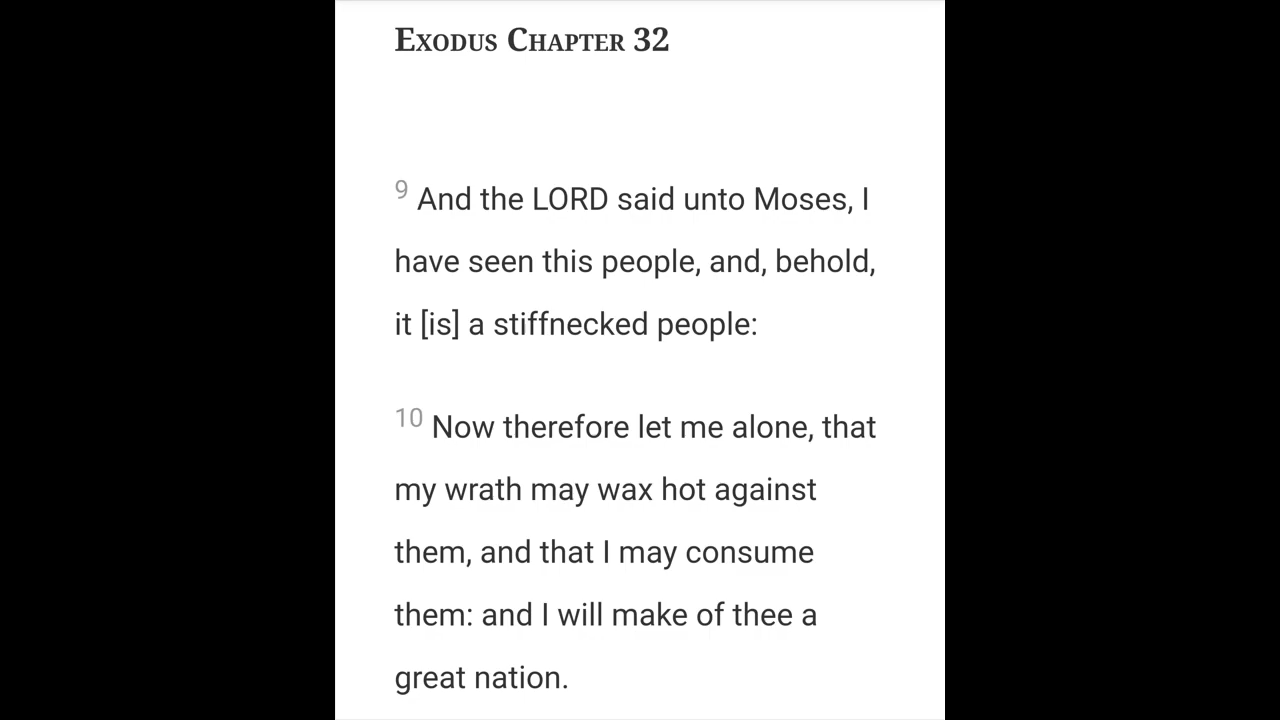 Exodus Chapter 32
9 And the LORD said unto Moses, I
have seen this people, and, behold,
it [is] a stiffnecked people:
10 Now therefore let me alone, that
my wrath may wax hot against
them, and that I may consume
them: and I will make of thee a
great nation.